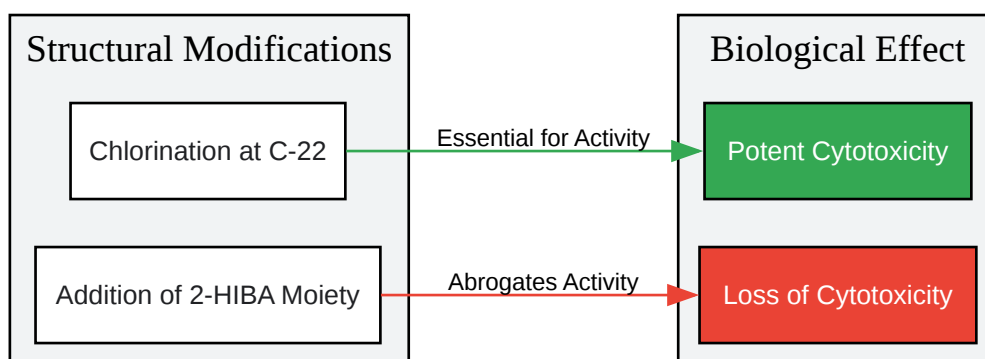 Structural Modifications
Biological Effect
Chlorination at C-22
Essential for Activity
Potent Cytotoxicity
Addition of 2-HIBA Moiety
Abrogates Activity
Loss of Cytotoxicity